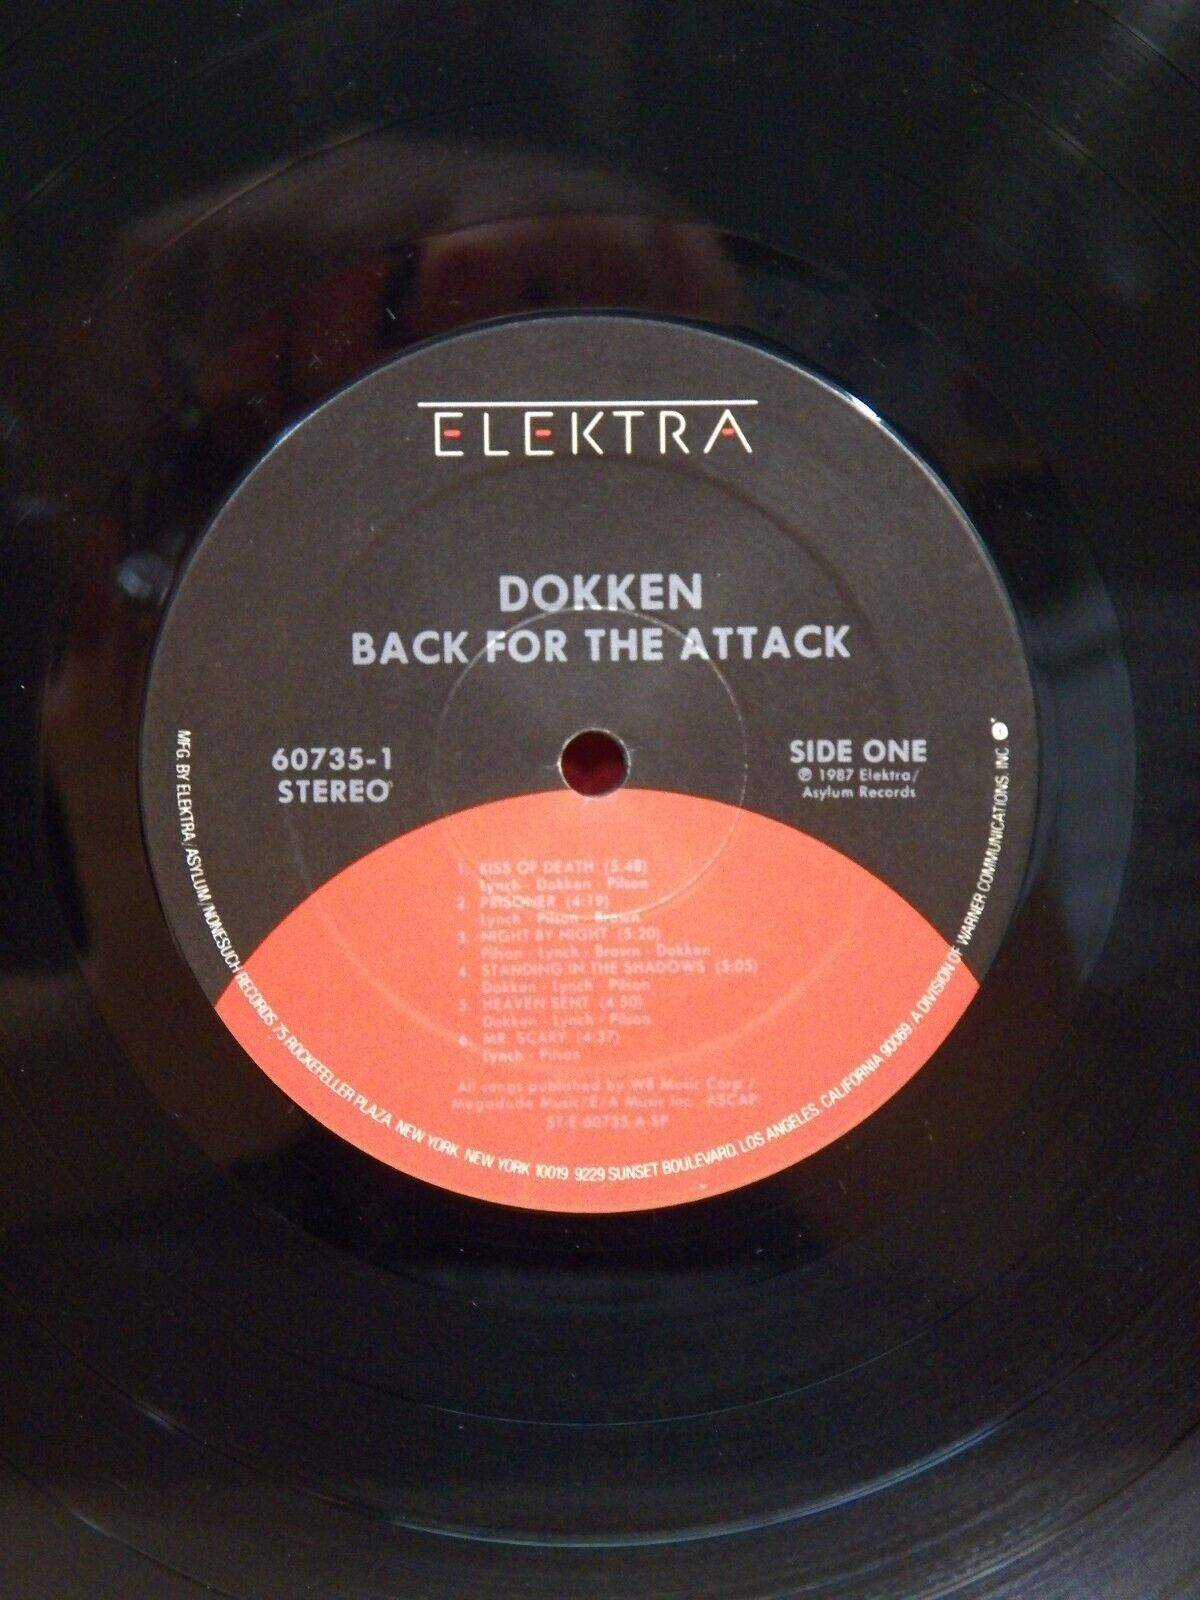 ELEKTRA
DOKKEN
BACK FOR THE ATTACK
60735-1
STEREO
SIDE ONE
℗ 1987 Elektra/
Asylum Records
1. KISS OF DEATH (5:48)
Lynch - Dokken - Pilson
2. PRISONER (4:19)
Lynch - Pilson - Brown
3. NIGHT BY NIGHT (5:20)
Pilson - Lynch - Brown - Dokken
4. STANDING IN THE SHADOWS (5:05)
Dokken - Lynch - Pilson
5. HEAVEN SENT (4:50)
Dokken - Lynch - Pilson
6. MR. SCARY (4:37)
Lynch - Pilson
All songs published by WB Music Corp./
Megadude Music/E/A Music Inc. ASCAP
ST-E-60735-A-SP
MFG. BY ELEKTRA/ASYLUM/NONESUCH RECORDS, 75 ROCKEFELLER PLAZA, NEW YORK, NEW YORK 10019. 9229 SUNSET BOULEVARD, LOS ANGELES, CALIFORNIA 90069. A DIVISION OF WARNER COMMUNICATIONS, INC.